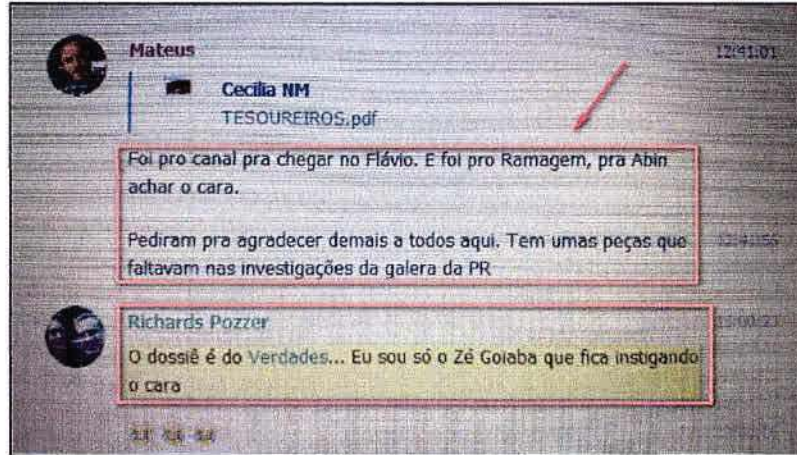 Mateus 12:41:01
Cecilia NM
TESOUREIROS.pdf
Foi pro canal pra chegar no Flávio. E foi pro Ramagem, pra Abin
achar o cara.
Pediram pra agradecer demais a todos aqui. Tem umas peças que
faltavam nas investigações da galera da PR
Richards Pozzer
O dossiê é do Verdades... Eu sou só o Zé Goiaba que fica instigando
o cara